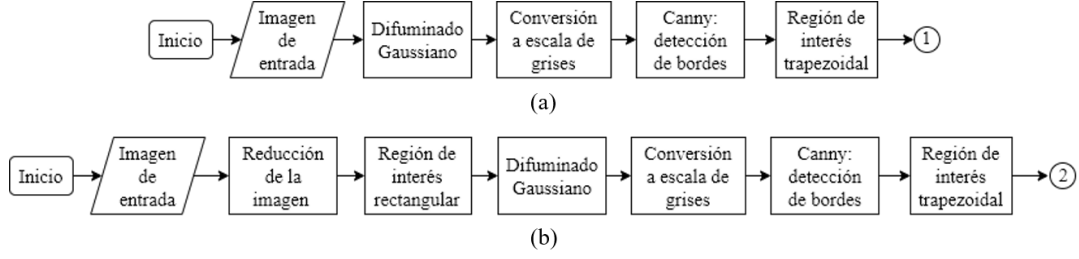 Inicio
Imagen
de
entrada
Difuminado
Gaussiano
Conversión
a escala de
grises
Canny:
detección
de bordes
Región de
interés
trapezoidal
1
(a)
Inicio
Imagen
de
entrada
Reducción
de la
imagen
Región de
interés
rectangular
Difuminado
Gaussiano
Conversión
a escala de
grises
Canny:
detección
de bordes
Región de
interés
trapezoidal
2
(b)